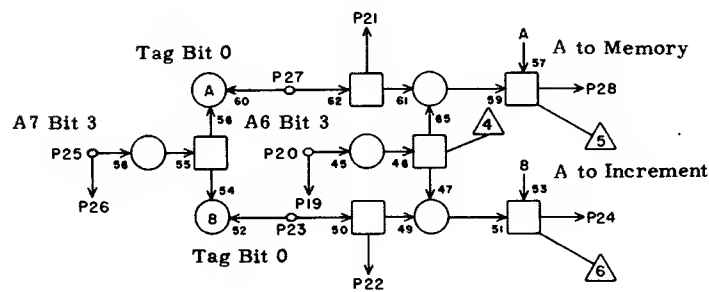 P21
Tag Bit 0
A
A to Memory
P27
57
A
60
62
61
59
P28
56
65
A7 Bit 3
A6 Bit 3
4
5
P25
56
55
P20
45
46
A to Increment
54
47
B
53
P26
P19
B
52
P23
50
49
51
P24
Tag Bit 0
6
P22